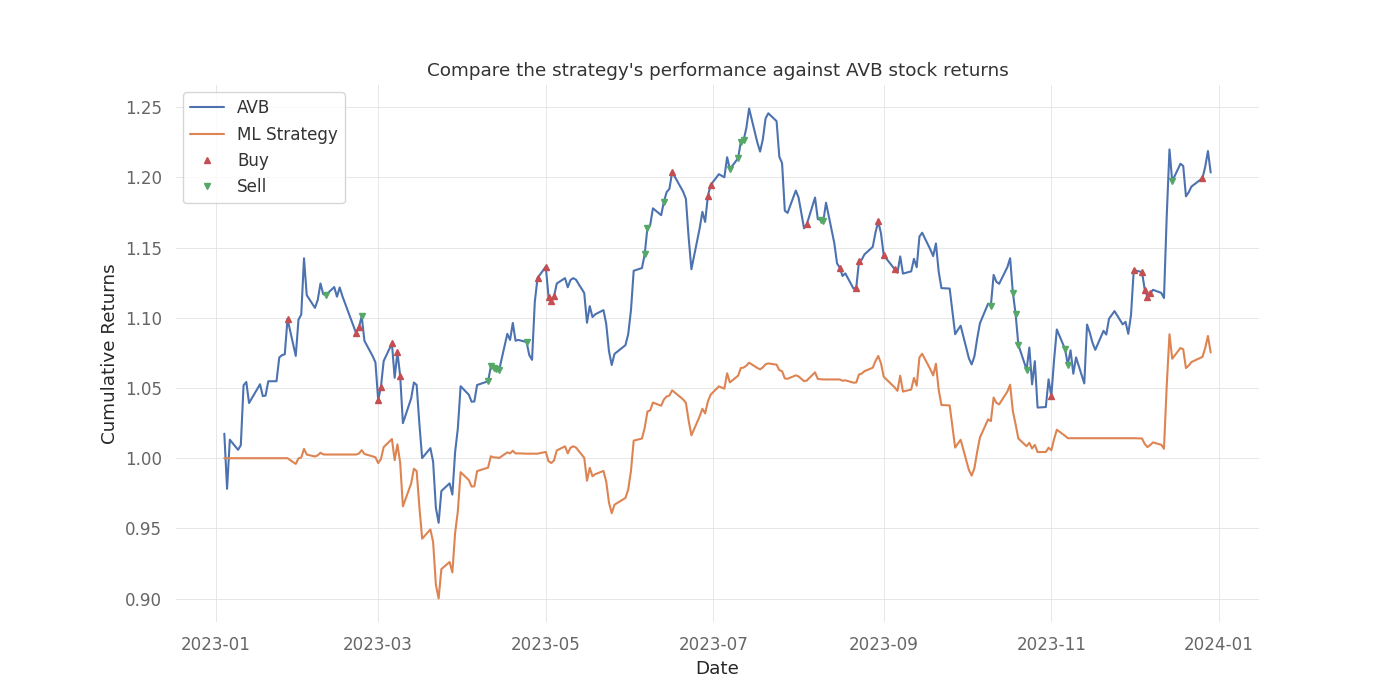 Compare the strategy's performance against AVB stock returns
AVB
ML Strategy
Buy
Sell
Cumulative Returns
1.25
1.20
1.15
1.10
1.05
1.00
0.95
0.90
2023-01 2023-03 2023-05 2023-07 2023-09 2023-11 2024-01
Date